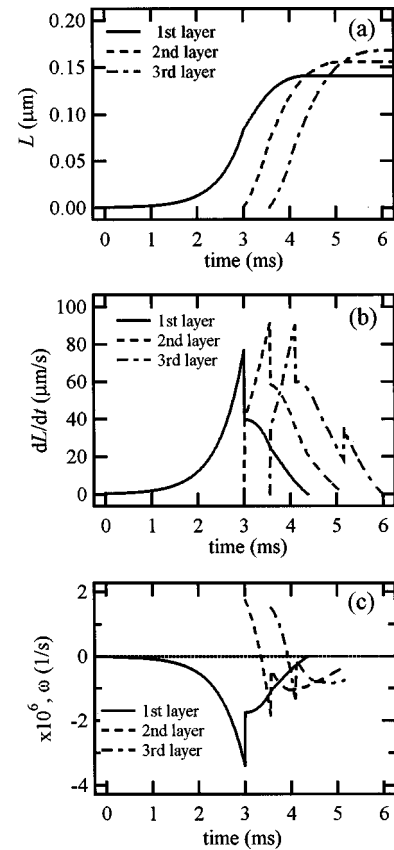 0.20
0.15
0.10
0.05
0.00
L (μm)
1st layer
2nd layer
3rd layer
(a)
0 1 2 3 4 5 6
time (ms)
100
80
60
40
20
0
dL/dt (μm/s)
1st layer
2nd layer
3rd layer
(b)
0 1 2 3 4 5 6
time (ms)
2
0
-2
-4
x10⁶, ω (1/s)
(c)
1st layer
2nd layer
3rd layer
0 1 2 3 4 5 6
time (ms)